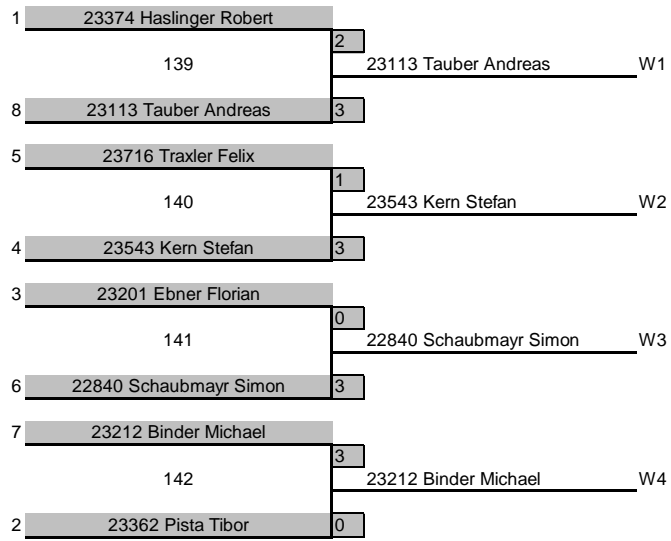 1 23374 Haslinger Robert
2
139 23113 Tauber Andreas W1
8 23113 Tauber Andreas 3
5 23716 Traxler Felix
1
140 23543 Kern Stefan W2
4 23543 Kern Stefan 3
3 23201 Ebner Florian
0
141 22840 Schaubmayr Simon W3
6 22840 Schaubmayr Simon 3
7 23212 Binder Michael
3
142 23212 Binder Michael W4
2 23362 Pista Tibor 0